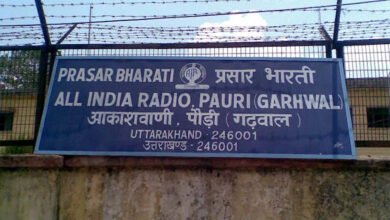 PRASAR BHARATI प्रसार भारती
ALL INDIA RADIO, PAURI (GARHWAL)
आकाशवाणी, पौड़ी (गढ़वाल)
UTTARAKHAND - 246001
उत्तराखण्ड - 246001